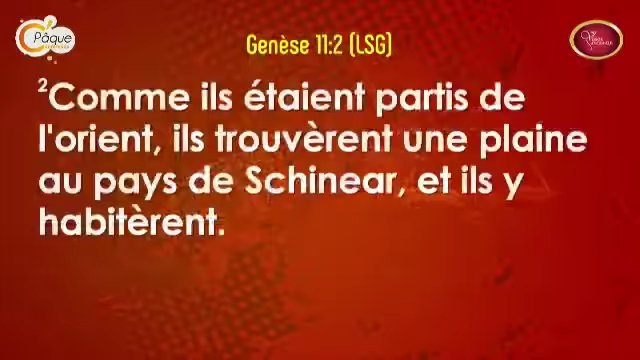 Pâque
Genèse 11:2 (LSG)
²Comme ils étaient partis de
l'orient, ils trouvèrent une plaine
au pays de Schinear, et ils y
habitèrent.